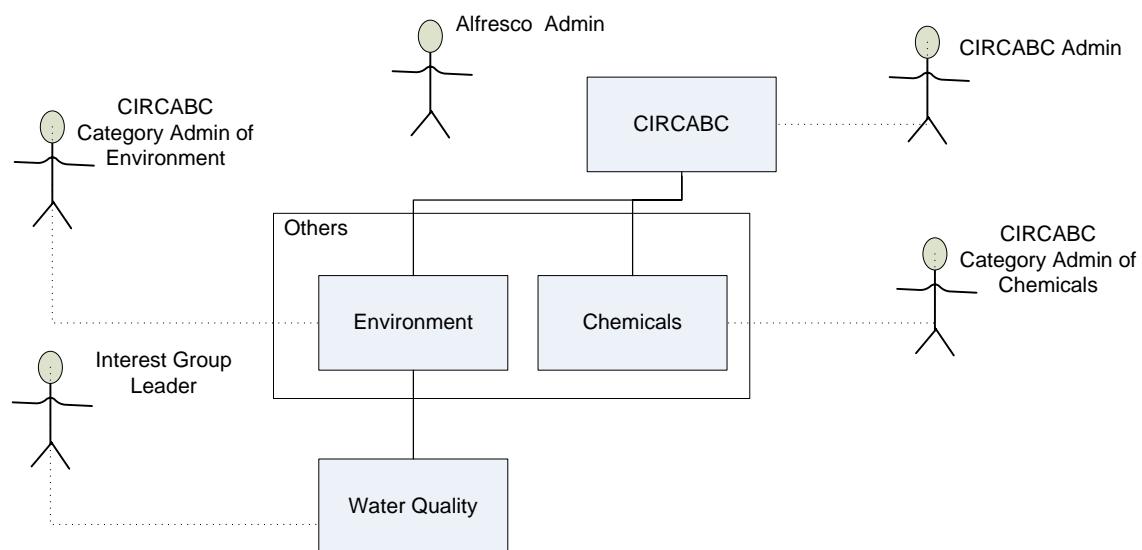 Alfresco Admin
CIRCABC Admin
CIRCABC
Category Admin of
Environment
CIRCABC
Others
CIRCABC
Category Admin of
Chemicals
Environment
Chemicals
Interest Group
Leader
Water Quality